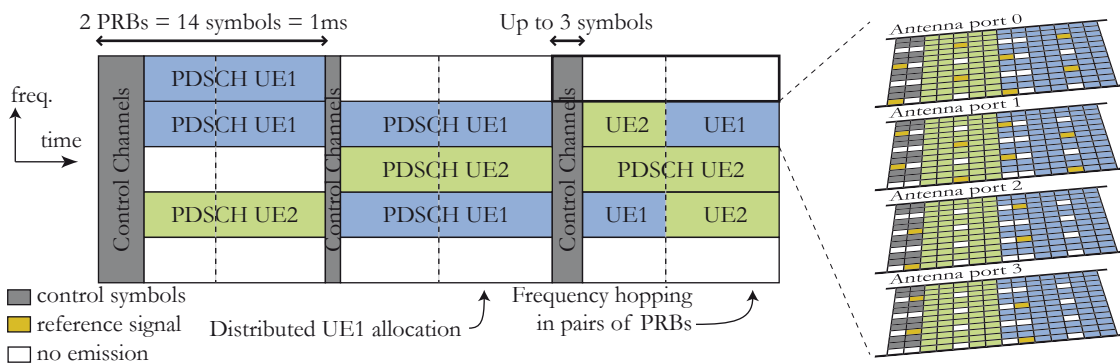 2 PRBs = 14 symbols = 1ms
Up to 3 symbols
freq.
time
Control Channels
PDSCH UE1
PDSCH UE1
PDSCH UE2
Control Channels
PDSCH UE1
PDSCH UE2
PDSCH UE1
Control Channels
UE2
UE1
PDSCH UE2
UE1
UE2
control symbols
reference signal
no emission
Distributed UE1 allocation
Frequency hopping
in pairs of PRBs
Antenna port 0
Antenna port 1
Antenna port 2
Antenna port 3